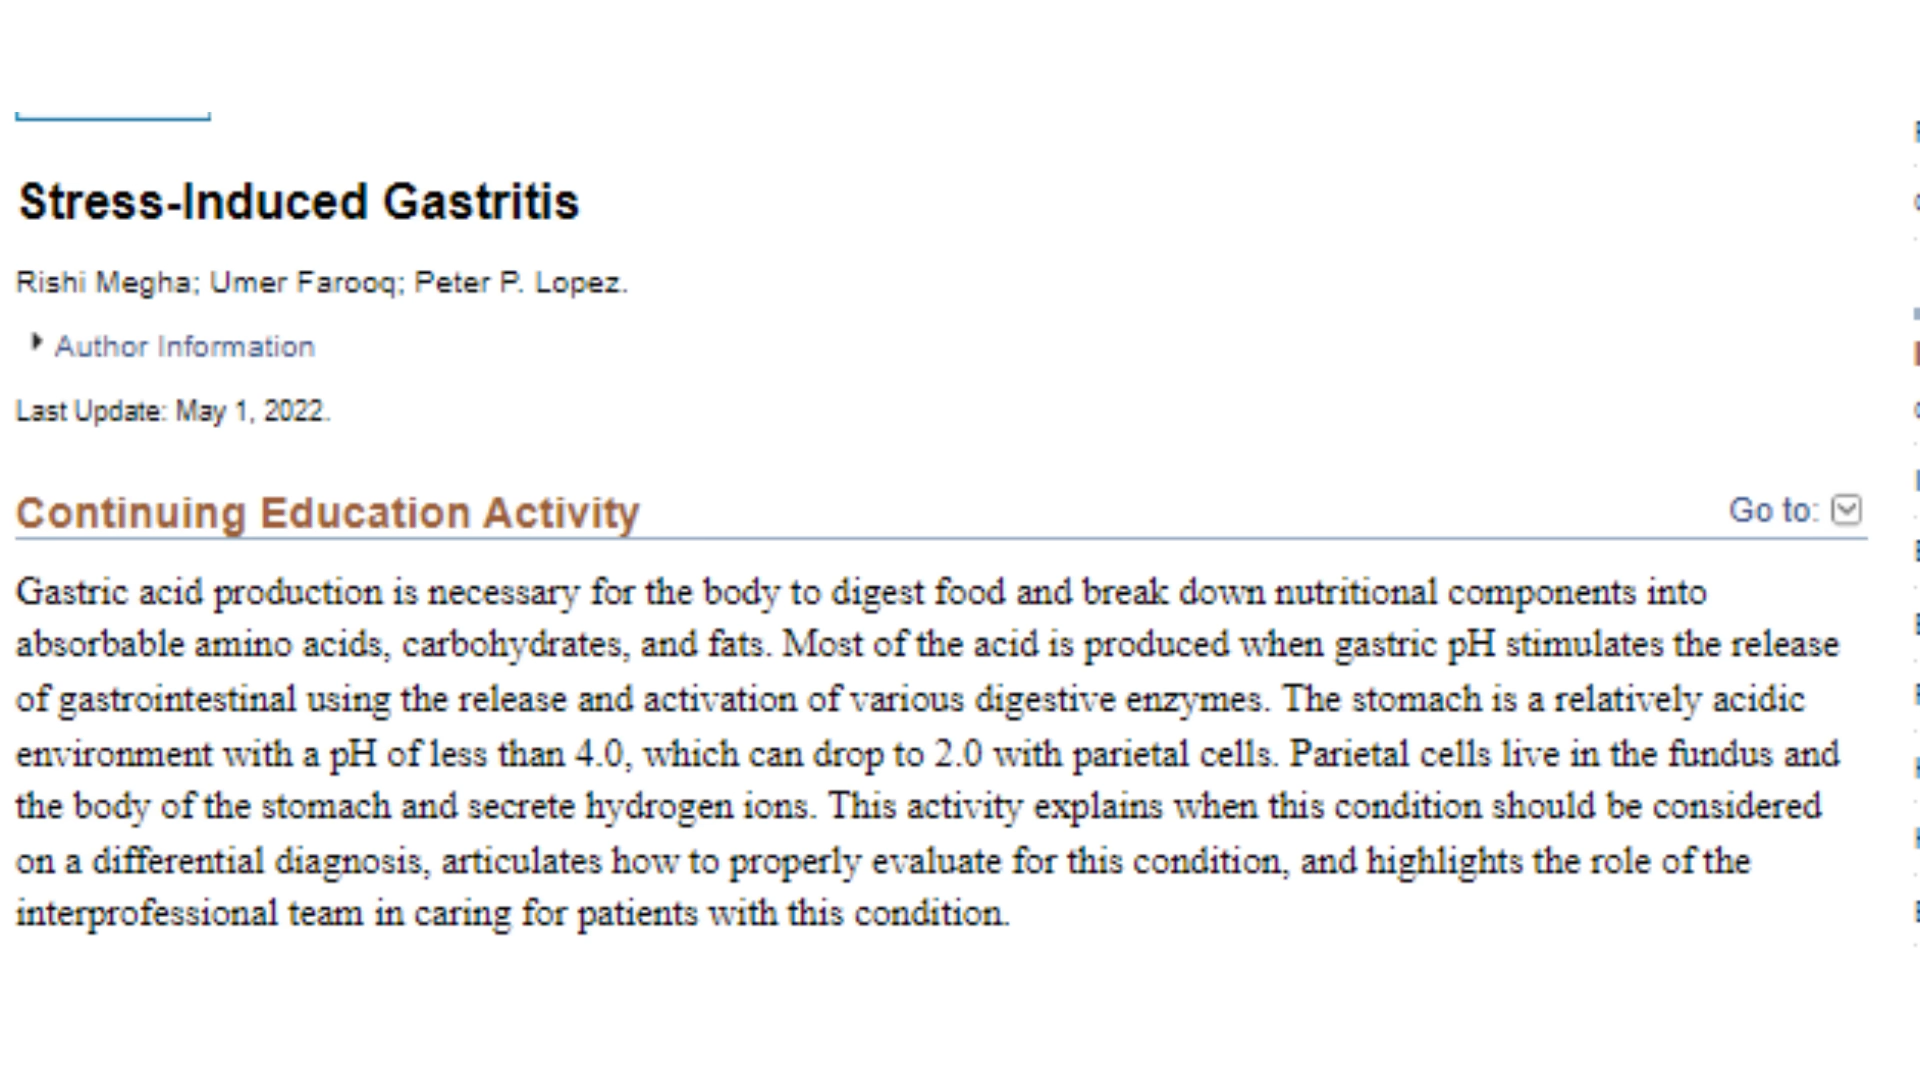 Stress-Induced Gastritis
Rishi Megha; Umer Farooq; Peter P. Lopez.
Author Information
Last Update: May 1, 2022.
Continuing Education Activity
Go to:
Gastric acid production is necessary for the body to digest food and break down nutritional components into
absorbable amino acids, carbohydrates, and fats. Most of the acid is produced when gastric pH stimulates the release
of gastrointestinal using the release and activation of various digestive enzymes. The stomach is a relatively acidic
environment with a pH of less than 4.0, which can drop to 2.0 with parietal cells. Parietal cells live in the fundus and
the body of the stomach and secrete hydrogen ions. This activity explains when this condition should be considered
on a differential diagnosis, articulates how to properly evaluate for this condition, and highlights the role of the
interprofessional team in caring for patients with this condition.